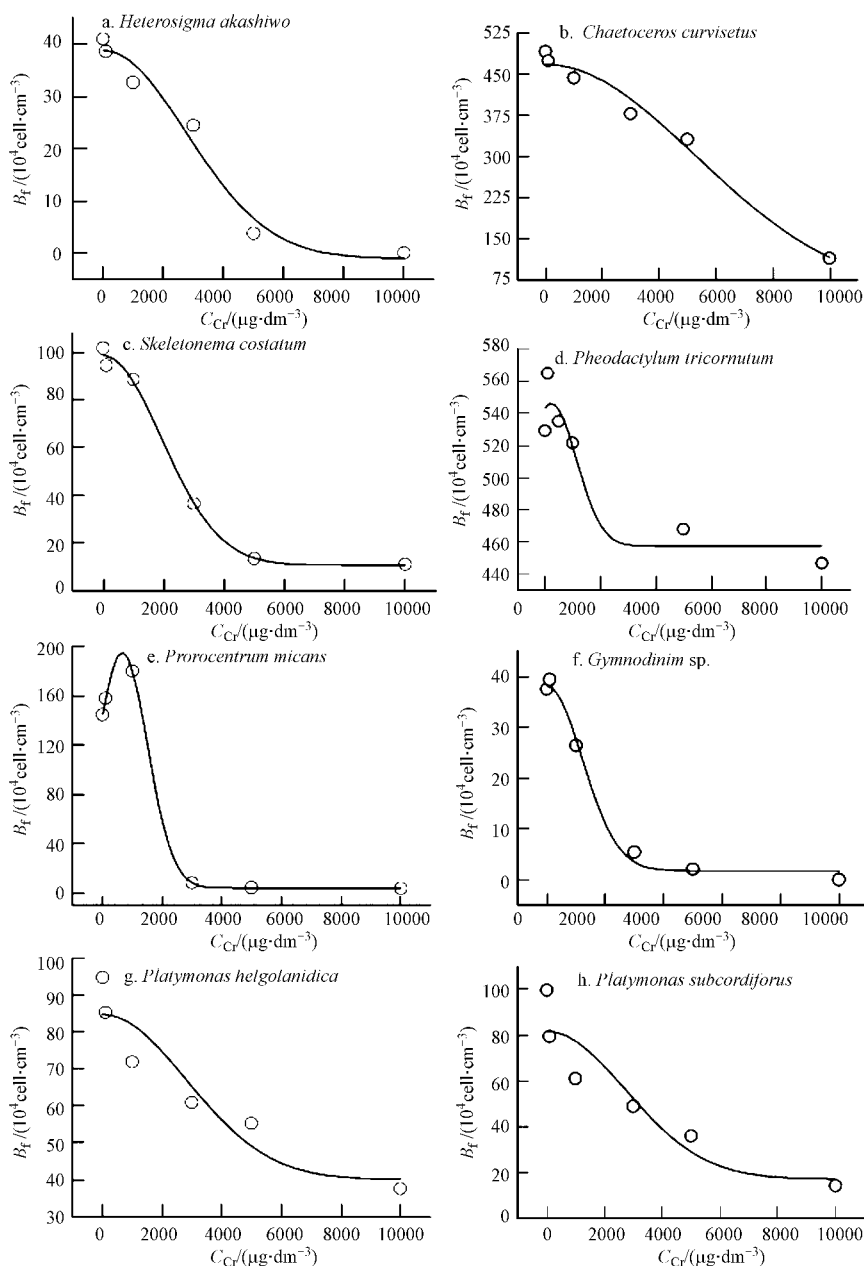 a. Heterosigma akashiwo
40
30
20
10
0
B_f/(10^4cell·cm^−3)
0 2000 4000 6000 8000 10000
C_Cr/(μg·dm^−3)
b. Chaetoceros curvisetus
525
450
375
300
225
150
75
B_f/(10^4cell·cm^−3)
0 2000 4000 6000 8000 10000
C_Cr/(μg·dm^−3)
c. Skeletonema costatum
100
80
60
40
20
0
B_f/(10^4cell·cm^−3)
0 2000 4000 6000 8000 10000
C_Cr/(μg·dm^−3)
d. Pheodactylum tricornutum
580
560
540
520
500
480
460
440
B_f/(10^4cell·cm^−3)
0 2000 4000 6000 8000 10000
C_Cr/(μg·dm^−3)
e. Prorocentrum micans
200
160
120
80
40
0
B_f/(10^4cell·cm^−3)
0 2000 4000 6000 8000 10000
C_Cr/(μg·dm^−3)
f. Gymnodinim sp.
40
30
20
10
0
B_f/(10^4cell·cm^−3)
0 2000 4000 6000 8000 10000
C_Cr/(μg·dm^−3)
g. Platymonas helgolanidica
100
90
80
70
60
50
40
30
B_f/(10^4cell·cm^−3)
0 2000 4000 6000 8000 10000
C_Cr/(μg·dm^−3)
h. Platymonas subcordiforus
100
80
60
40
20
0
B_f/(10^4cell·cm^−3)
0 2000 4000 6000 8000 10000
C_Cr/(μg·dm^−3)